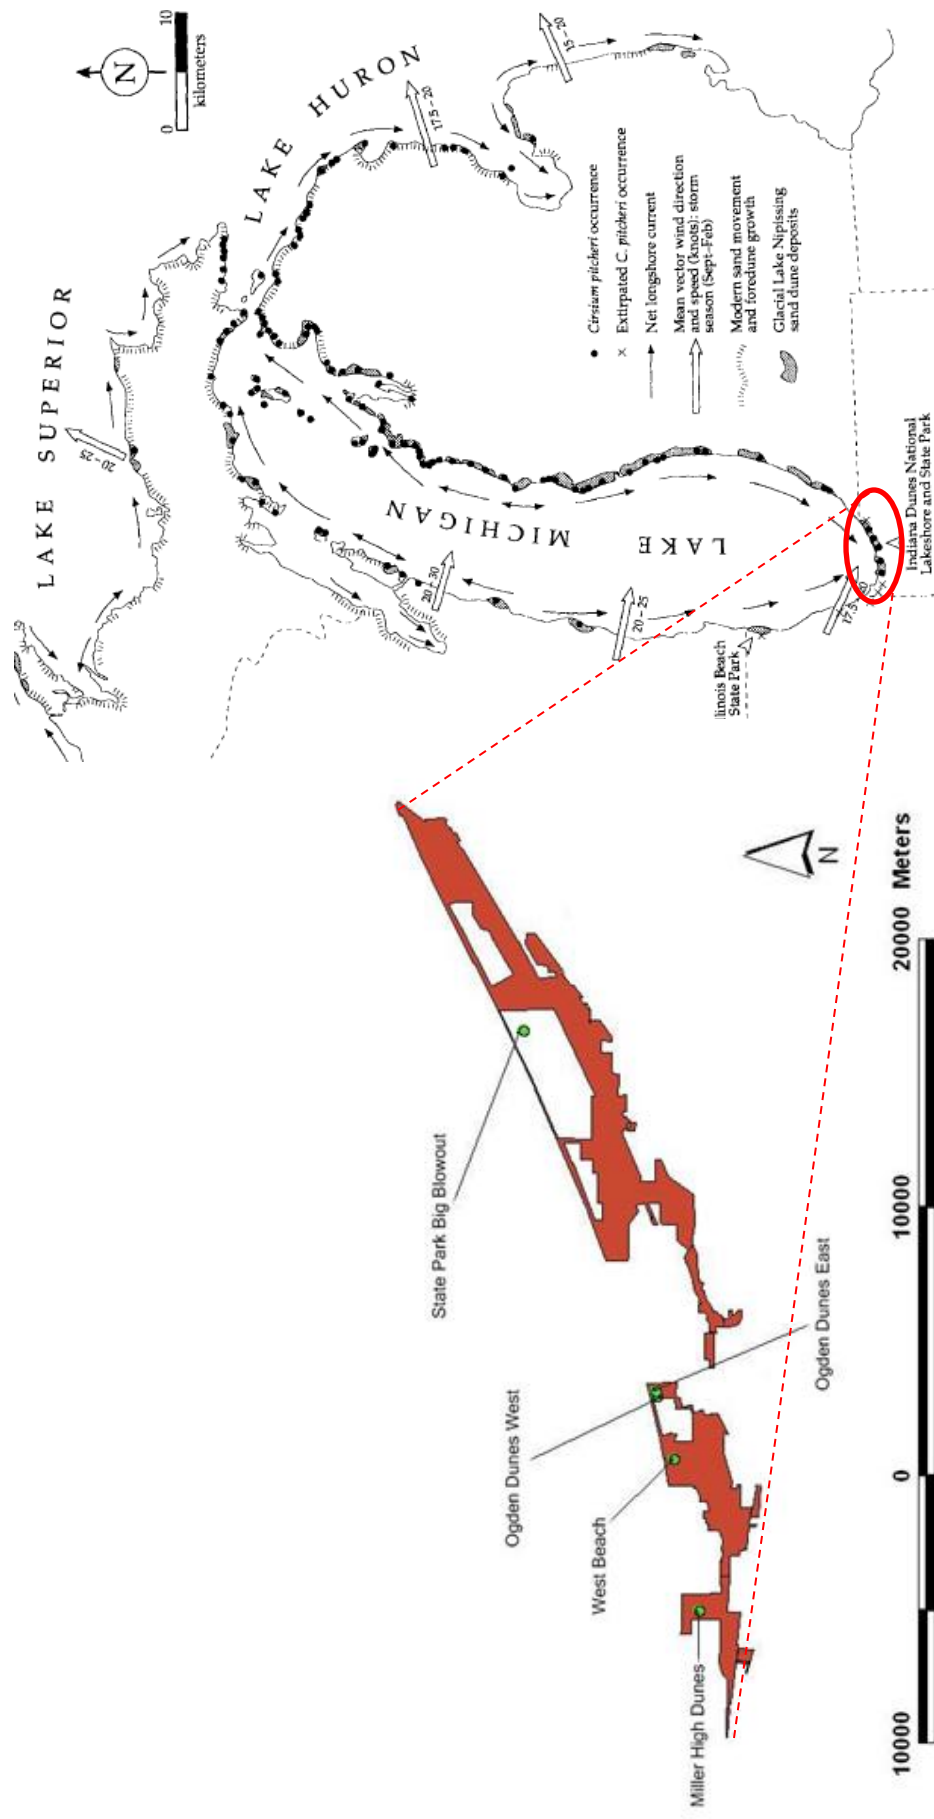 N
0
10
kilometers
LAKE SUPERIOR
LAKE HURON
LAKE
MICHIGAN
20 – 25
17.5 – 20
15 – 20
20 – 30
20 – 25
17.5
Cirsium pitcheri occurrence
Extirpated C. pitcheri occurrence
Net longshore current
Mean vector wind direction
and speed (knots): storm
season (Sept–Feb)
Modern sand movement
and foredune growth
Glacial Lake Nipissing
sand dune deposits
linois Beach
State Park
Indiana Dunes National
Lakeshore and State Park
State Park Big Blowout
Ogden Dunes West
Ogden Dunes East
West Beach
Miller High Dunes
N
10000
0
10000
20000 Meters